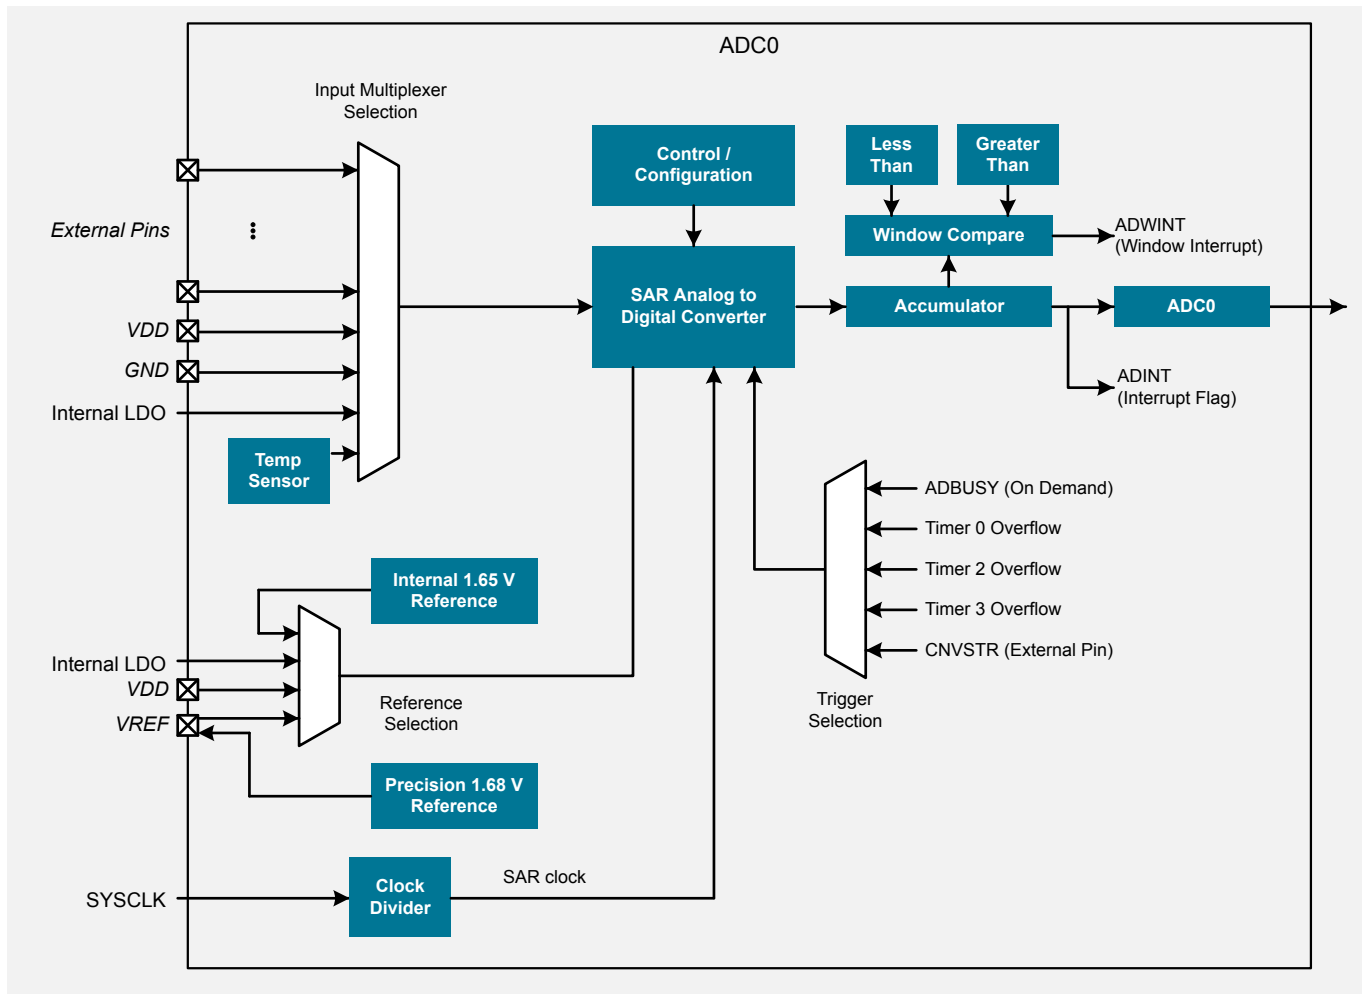 ADC0
Input Multiplexer
Selection
Control /
Configuration
Less
Than
Greater
Than
External Pins
Window Compare
ADWINT
(Window Interrupt)
SAR Analog to
Digital Converter
Accumulator
ADC0
VDD
GND
ADINT
(Interrupt Flag)
Internal LDO
Temp
Sensor
ADBUSY (On Demand)
Timer 0 Overflow
Timer 2 Overflow
Timer 3 Overflow
CNVSTR (External Pin)
Trigger
Selection
Internal 1.65 V
Reference
Internal LDO
VDD
VREF
Reference
Selection
Precision 1.68 V
Reference
SYSCLK
Clock
Divider
SAR clock